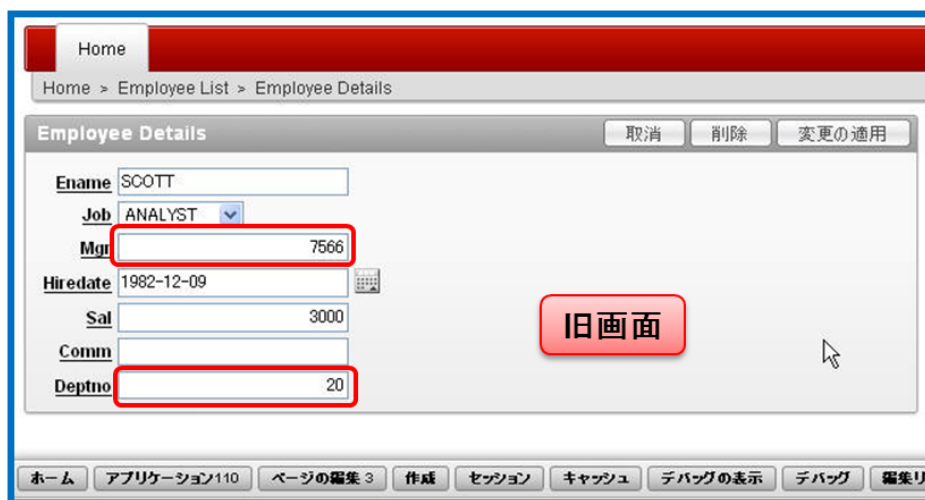 Home
Home > Employee List > Employee Details
Employee Details 取消 削除 変更の適用
Ename SCOTT
Job ANALYST
Mgr 7566
Hiredate 1982-12-09
Sal 3000
旧画面
Comm
Deptno 20
ホーム アプリケーション110 ページの編集 3 作成 セッション キャッシュ デバッグの表示 デバッグ 編集リ